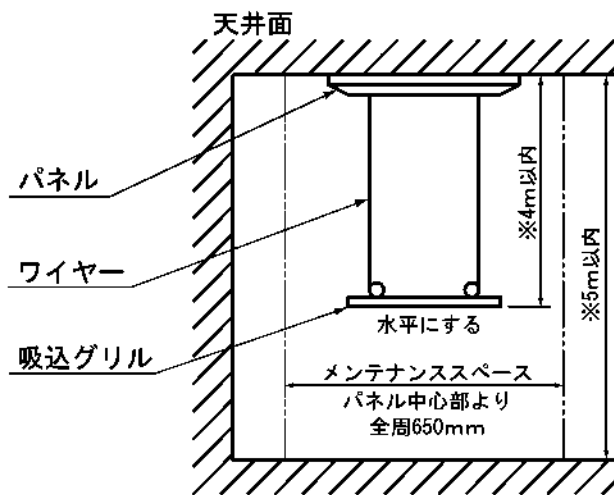 天井面
パネル
ワイヤー
吸込グリル
※4m以内
※5m以内
水平にする
メンテナンススペース
パネル中心部より
全周650mm